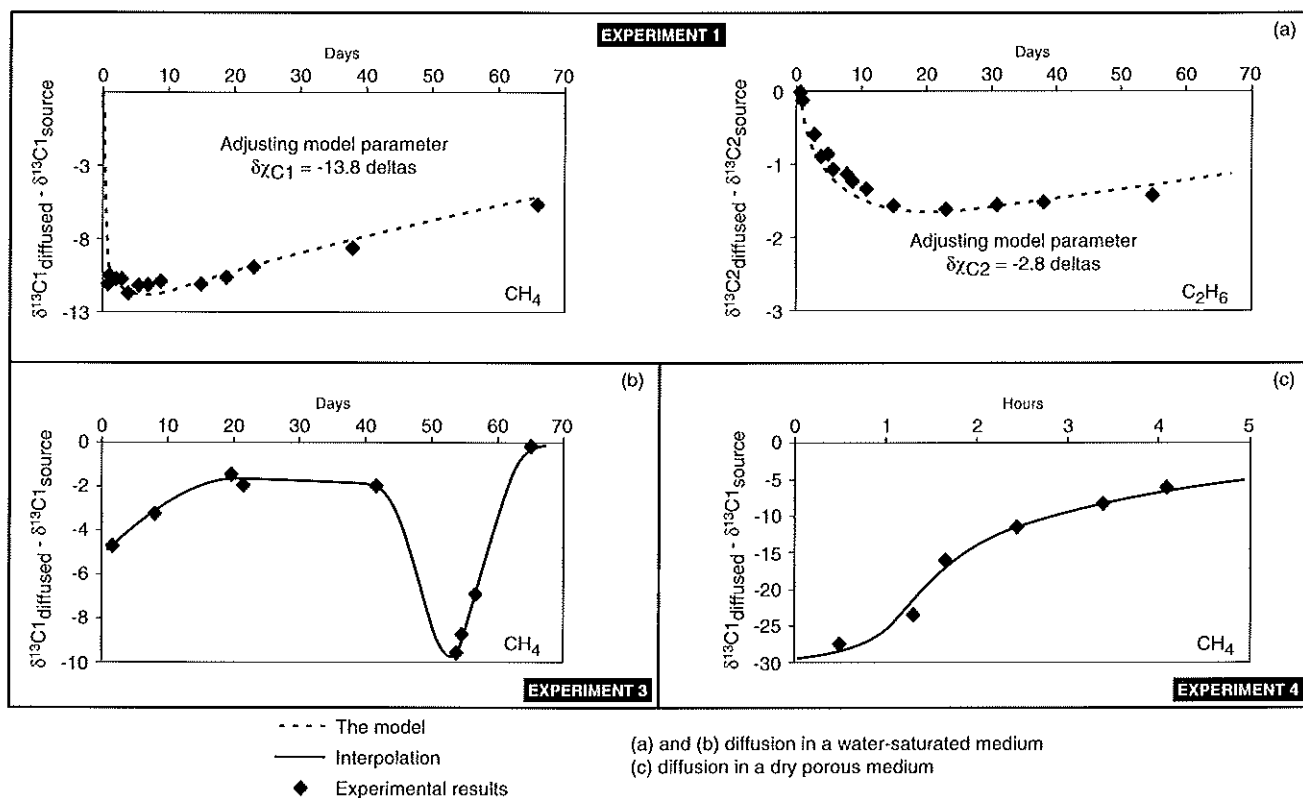 EXPERIMENT 1
(a)
Days
0 10 20 30 40 50 60 70
-3
-8
-13
δ¹³C1diffused - δ¹³C1source
Adjusting model parameter
δχC1 = -13.8 deltas
CH₄
Days
0 10 20 30 40 50 60 70
0
-1
-2
-3
δ¹³C2diffused - δ¹³C2source
Adjusting model parameter
δχC2 = -2.8 deltas
C₂H₆
(b)
Days
0 10 20 30 40 50 60 70
0
-2
-4
-6
-8
-10
δ¹³C1diffused - δ¹³C1source
CH₄
EXPERIMENT 3
(c)
Hours
0 1 2 3 4 5
0
-5
-10
-15
-20
-25
-30
δ¹³C1diffused - δ¹³C1source
CH₄
EXPERIMENT 4
The model
Interpolation
Experimental results
(a) and (b) diffusion in a water-saturated medium
(c) diffusion in a dry porous medium